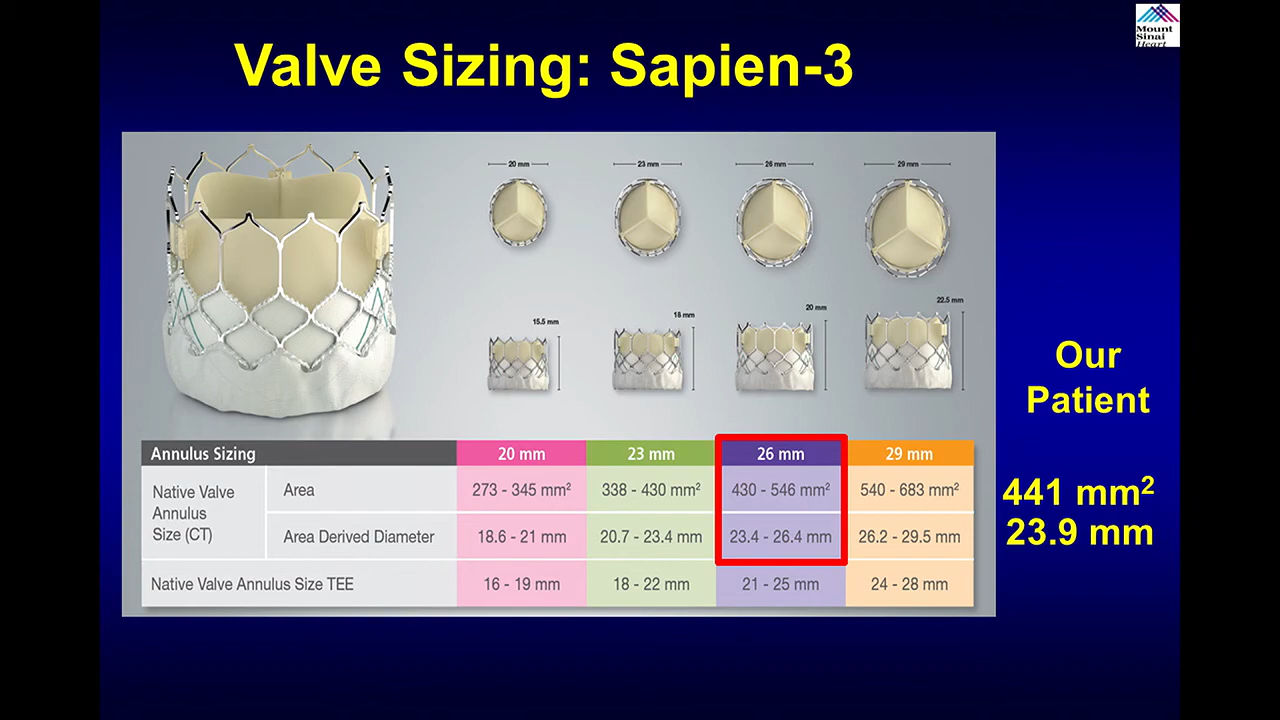 Mount
Sinai
Heart
Valve Sizing: Sapien-3
20 mm
23 mm
26 mm
29 mm
15.5 mm
18 mm
20 mm
22.5 mm
Our
Patient
441 mm²
23.9 mm
Annulus Sizing 20 mm 23 mm 26 mm 29 mm
Native Valve
Annulus
Size (CT)
Area 273 - 345 mm² 338 - 430 mm² 430 - 546 mm² 540 - 683 mm²
Area Derived Diameter 18.6 - 21 mm 20.7 - 23.4 mm 23.4 - 26.4 mm 26.2 - 29.5 mm
Native Valve Annulus Size TEE 16 - 19 mm 18 - 22 mm 21 - 25 mm 24 - 28 mm